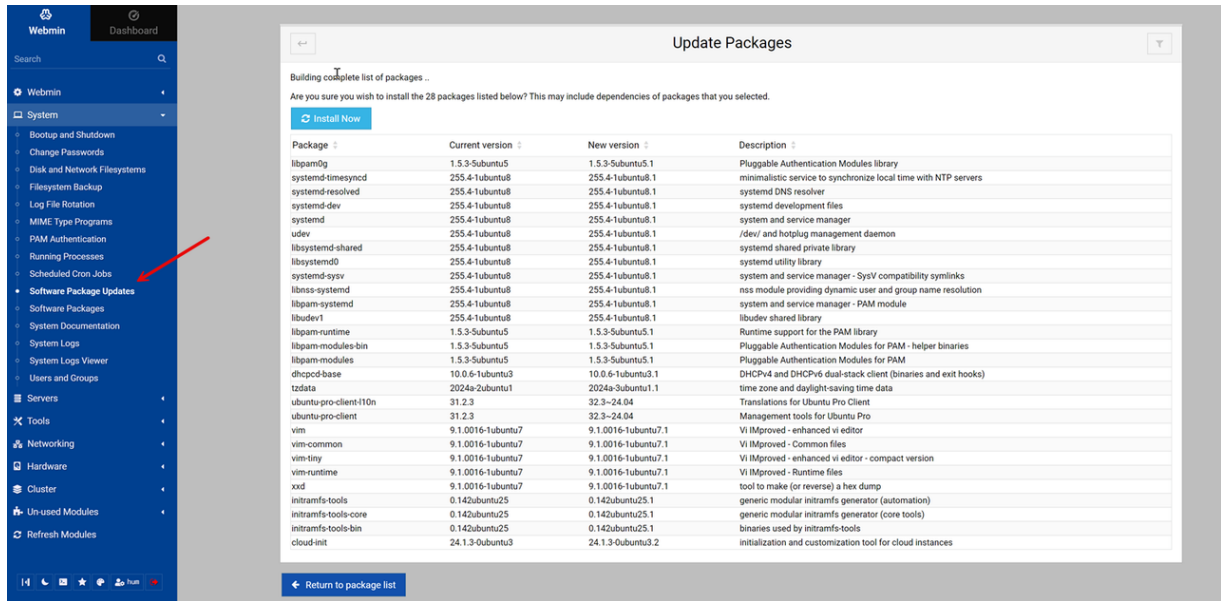 Webmin
Dashboard
Search
Webmin
System
Bootup and Shutdown
Change Passwords
Disk and Network Filesystems
Filesystem Backup
Log File Rotation
MIME Type Programs
PAM Authentication
Running Processes
Scheduled Cron Jobs
Software Package Updates
Software Packages
System Documentation
System Logs
System Logs Viewer
Users and Groups
Servers
Tools
Networking
Hardware
Cluster
Un-used Modules
Refresh Modules
hum
Update Packages
Building complete list of packages ..
Are you sure you wish to install the 28 packages listed below? This may include dependencies of packages that you selected.
Install Now
Package Current version New version Description
libpam0g 1.5.3-5ubuntu5 1.5.3-5ubuntu5.1 Pluggable Authentication Modules library
systemd-timesyncd 255.4-1ubuntu8 255.4-1ubuntu8.1 minimalistic service to synchronize local time with NTP servers
systemd-resolved 255.4-1ubuntu8 255.4-1ubuntu8.1 systemd DNS resolver
systemd-dev 255.4-1ubuntu8 255.4-1ubuntu8.1 systemd development files
systemd 255.4-1ubuntu8 255.4-1ubuntu8.1 system and service manager
udev 255.4-1ubuntu8 255.4-1ubuntu8.1 /dev/ and hotplug management daemon
libsystemd-shared 255.4-1ubuntu8 255.4-1ubuntu8.1 systemd shared private library
libsystemd0 255.4-1ubuntu8 255.4-1ubuntu8.1 systemd utility library
systemd-sysv 255.4-1ubuntu8 255.4-1ubuntu8.1 system and service manager - SysV compatibility symlinks
libnss-systemd 255.4-1ubuntu8 255.4-1ubuntu8.1 nss module providing dynamic user and group name resolution
libpam-systemd 255.4-1ubuntu8 255.4-1ubuntu8.1 system and service manager - PAM module
libudev1 255.4-1ubuntu8 255.4-1ubuntu8.1 libudev shared library
libpam-runtime 1.5.3-5ubuntu5 1.5.3-5ubuntu5.1 Runtime support for the PAM library
libpam-modules-bin 1.5.3-5ubuntu5 1.5.3-5ubuntu5.1 Pluggable Authentication Modules for PAM - helper binaries
libpam-modules 1.5.3-5ubuntu5 1.5.3-5ubuntu5.1 Pluggable Authentication Modules for PAM
dhcpcd-base 10.0.6-1ubuntu3 10.0.6-1ubuntu3.1 DHCPv4 and DHCPv6 dual-stack client (binaries and exit hooks)
tzdata 2024a-2ubuntu1 2024a-3ubuntu1.1 time zone and daylight-saving time data
ubuntu-pro-client-l10n 31.2.3 32.3~24.04 Translations for Ubuntu Pro Client
ubuntu-pro-client 31.2.3 32.3~24.04 Management tools for Ubuntu Pro
vim 9.1.0016-1ubuntu7 9.1.0016-1ubuntu7.1 Vi IMproved - enhanced vi editor
vim-common 9.1.0016-1ubuntu7 9.1.0016-1ubuntu7.1 Vi IMproved - Common files
vim-tiny 9.1.0016-1ubuntu7 9.1.0016-1ubuntu7.1 Vi IMproved - enhanced vi editor - compact version
vim-runtime 9.1.0016-1ubuntu7 9.1.0016-1ubuntu7.1 Vi IMproved - Runtime files
xxd 9.1.0016-1ubuntu7 9.1.0016-1ubuntu7.1 tool to make (or reverse) a hex dump
initramfs-tools 0.142ubuntu25 0.142ubuntu25.1 generic modular initramfs generator (automation)
initramfs-tools-core 0.142ubuntu25 0.142ubuntu25.1 generic modular initramfs generator (core tools)
initramfs-tools-bin 0.142ubuntu25 0.142ubuntu25.1 binaries used by initramfs-tools
cloud-init 24.1.3-0ubuntu3 24.1.3-0ubuntu3.2 initialization and customization tool for cloud instances
Return to package list